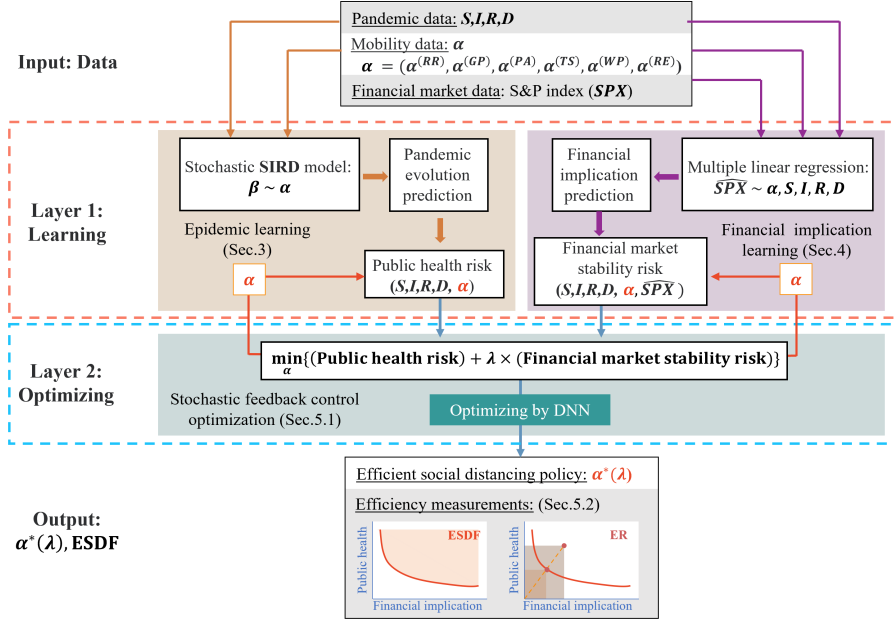 Input: Data
Pandemic data: S,I,R,D
Mobility data: α
α = (α^(RR), α^(GP), α^(PA), α^(TS), α^(WP), α^(RE))
Financial market data: S&P index (SPX)
Layer 1:
Learning
Stochastic SIRD model:
β ~ α
Pandemic
evolution
prediction
Epidemic learning
(Sec.3)
α
Public health risk
(S,I,R,D, α)
Financial
implication
prediction
Multiple linear regression:
\widehat{SPX} ~ α, S, I, R, D
Financial implication
learning (Sec.4)
Financial market
stability risk
(S,I,R,D, α, \widehat{SPX})
α
Layer 2:
Optimizing
min_α{(Public health risk) + λ × (Financial market stability risk)}
Stochastic feedback control
optimization (Sec.5.1)
Optimizing by DNN
Output:
α*(λ), ESDF
Efficient social distancing policy: α*(λ)
Efficiency measurements: (Sec.5.2)
Public health
ESDF
Financial implication
Public health
ER
Financial implication